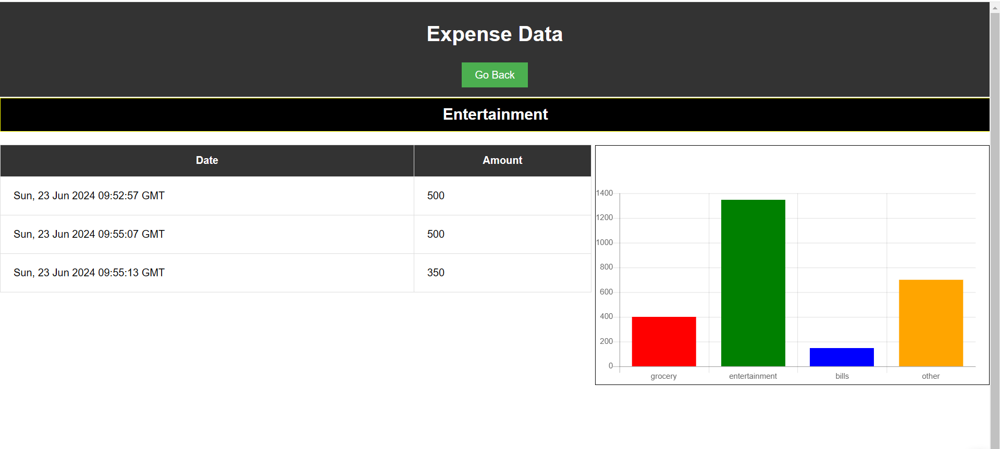 Expense Data
Go Back
Entertainment
Date Amount
Sun, 23 Jun 2024 09:52:57 GMT 500
Sun, 23 Jun 2024 09:55:07 GMT 500
Sun, 23 Jun 2024 09:55:13 GMT 350
1400
1200
1000
800
600
400
200
0
grocery entertainment bills other